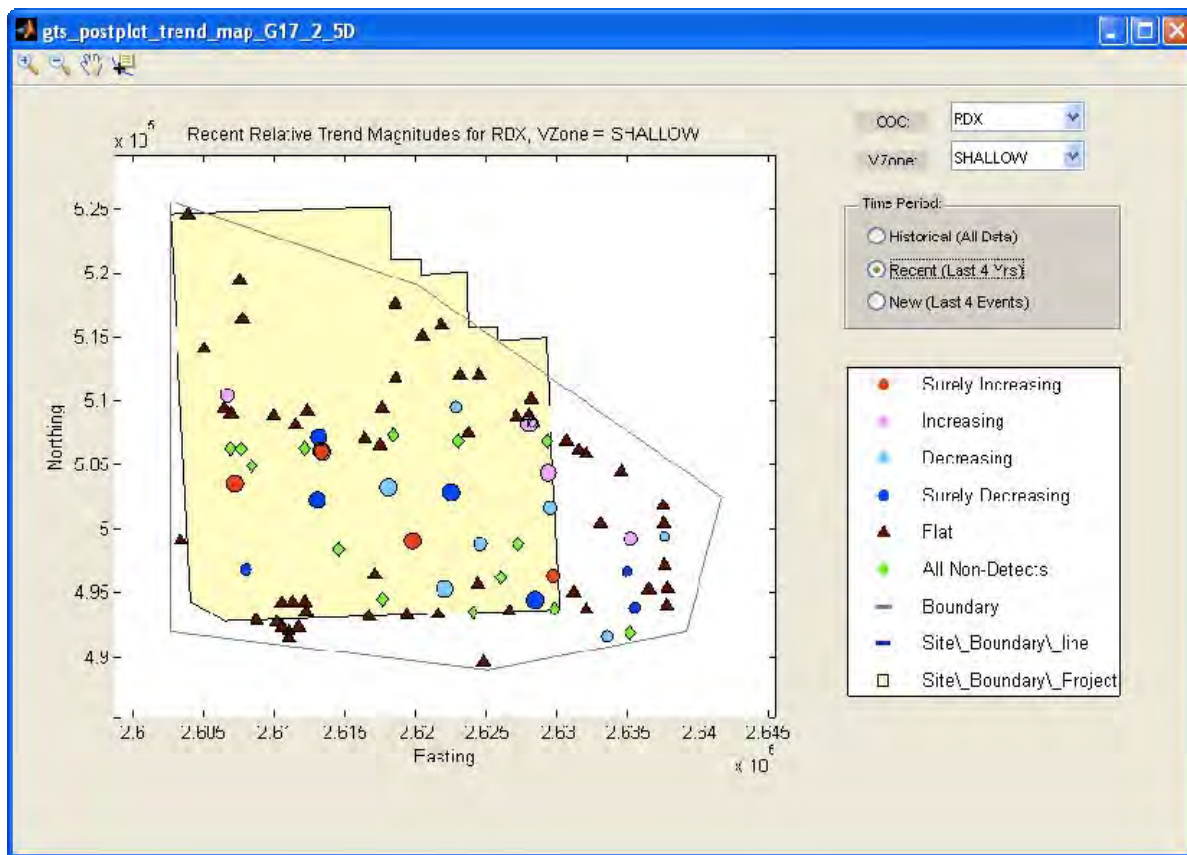 gts_postplot_trend_map_G17_2_5D
Recent Relative Trend Magnitudes for RDX, VZone = SHALLOW
x 10^5
5.25
5.2
5.15
5.1
5.05
5
4.95
4.9
Northing
2.6 2.605 2.61 2.615 2.62 2.625 2.63 2.635 2.64 2.645
Easting
x 10^6
COC: RDX
VZone: SHALLOW
Time Period:
Historical (All Data)
Recent (Last 4 Yrs)
New (Last 4 Events)
Surely Increasing
Increasing
Decreasing
Surely Decreasing
Flat
All Non-Detects
Boundary
Site\_Boundary\_line
Site\_Boundary\_Project